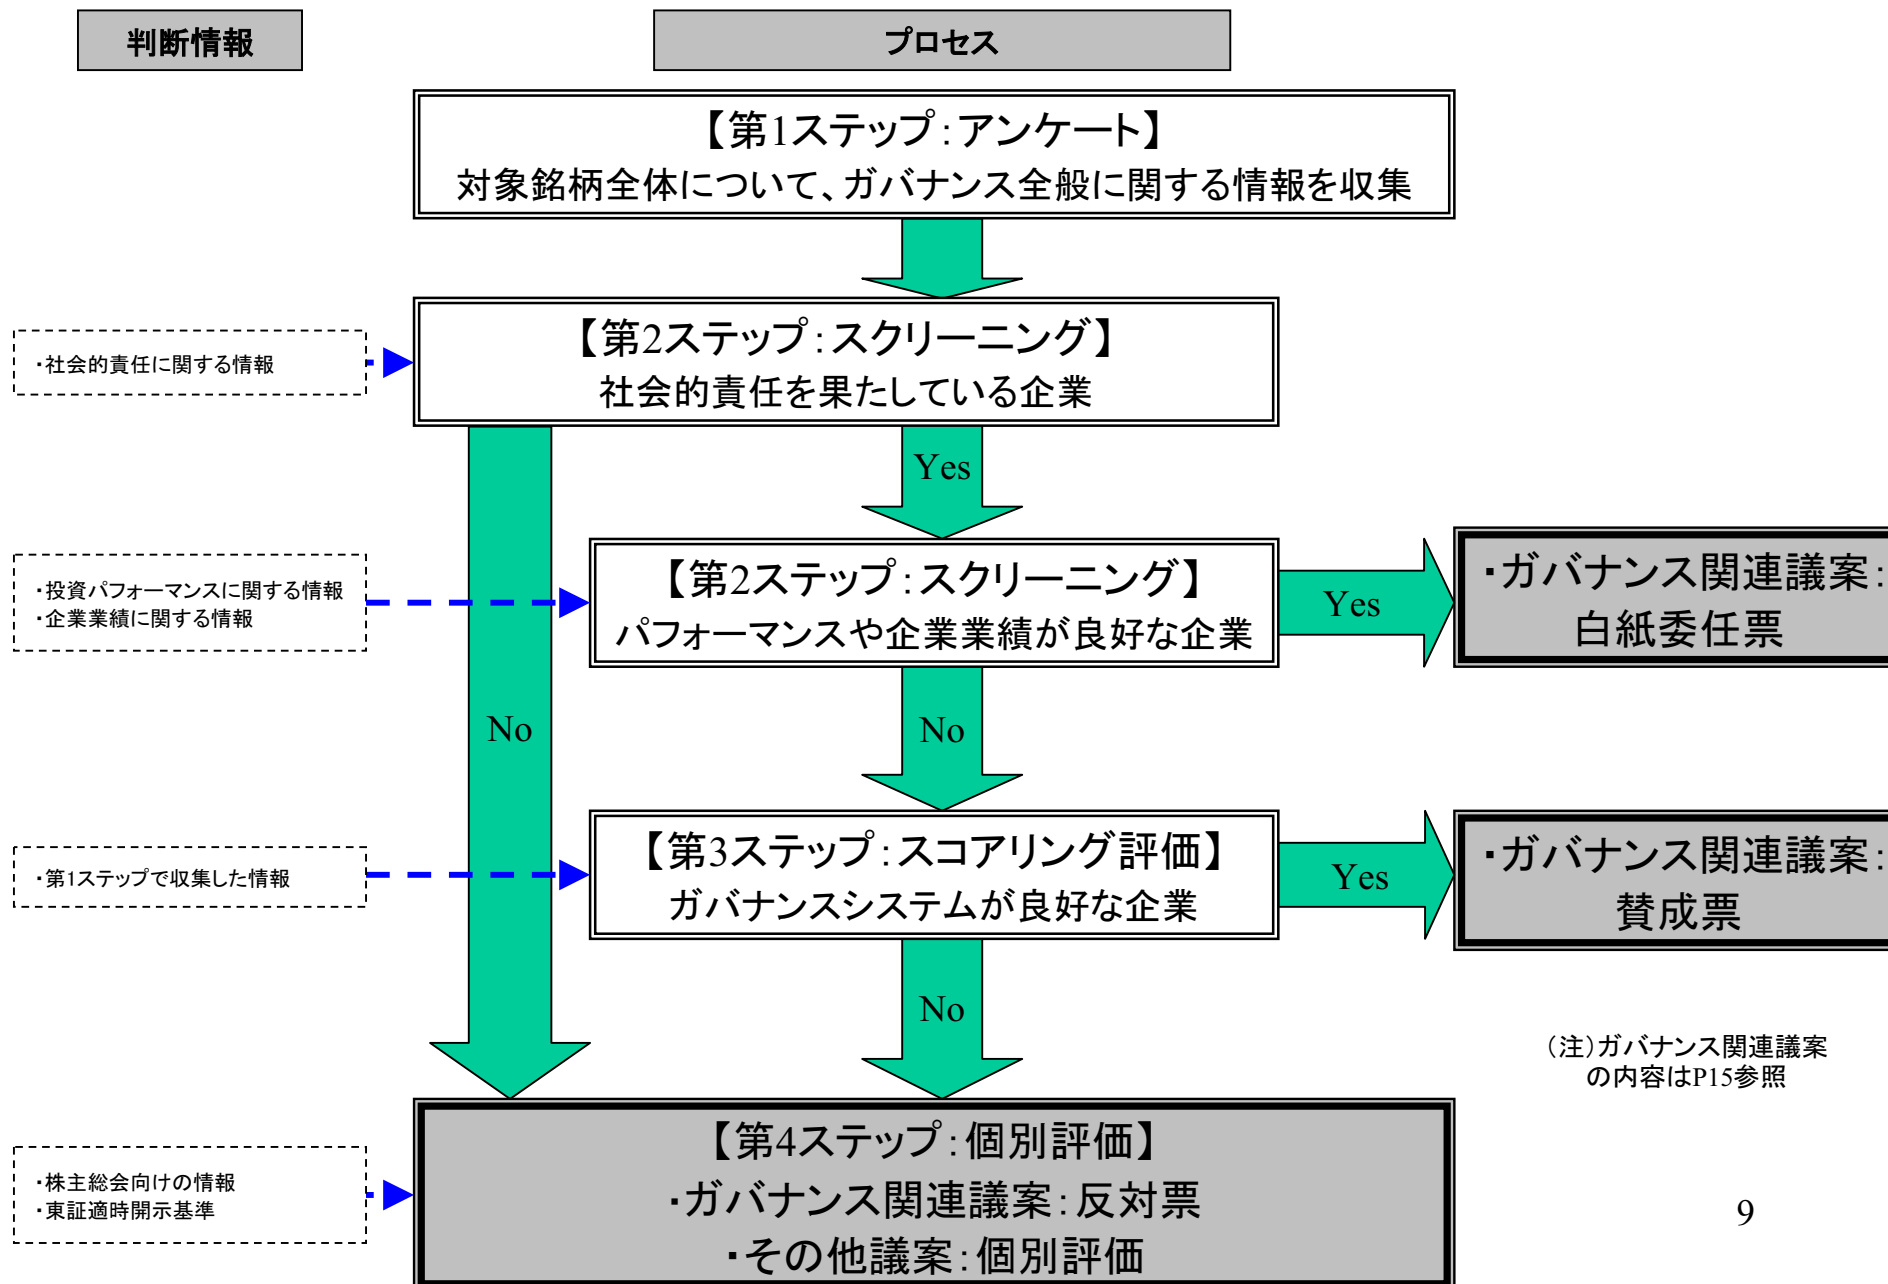 判断情報
プロセス
【第1ステップ：アンケート】
対象銘柄全体について、ガバナンス全般に関する情報を収集
・社会的責任に関する情報
【第2ステップ：スクリーニング】
社会的責任を果たしている企業
Yes
・投資パフォーマンスに関する情報
・企業業績に関する情報
【第2ステップ：スクリーニング】
パフォーマンスや企業業績が良好な企業
Yes
・ガバナンス関連議案：
白紙委任票
No
No
・第1ステップで収集した情報
【第3ステップ：スコアリング評価】
ガバナンスシステムが良好な企業
Yes
・ガバナンス関連議案：
賛成票
No
（注）ガバナンス関連議案
の内容はP15参照
・株主総会向けの情報
・東証適時開示基準
【第4ステップ：個別評価】
・ガバナンス関連議案：反対票
・その他議案：個別評価
9